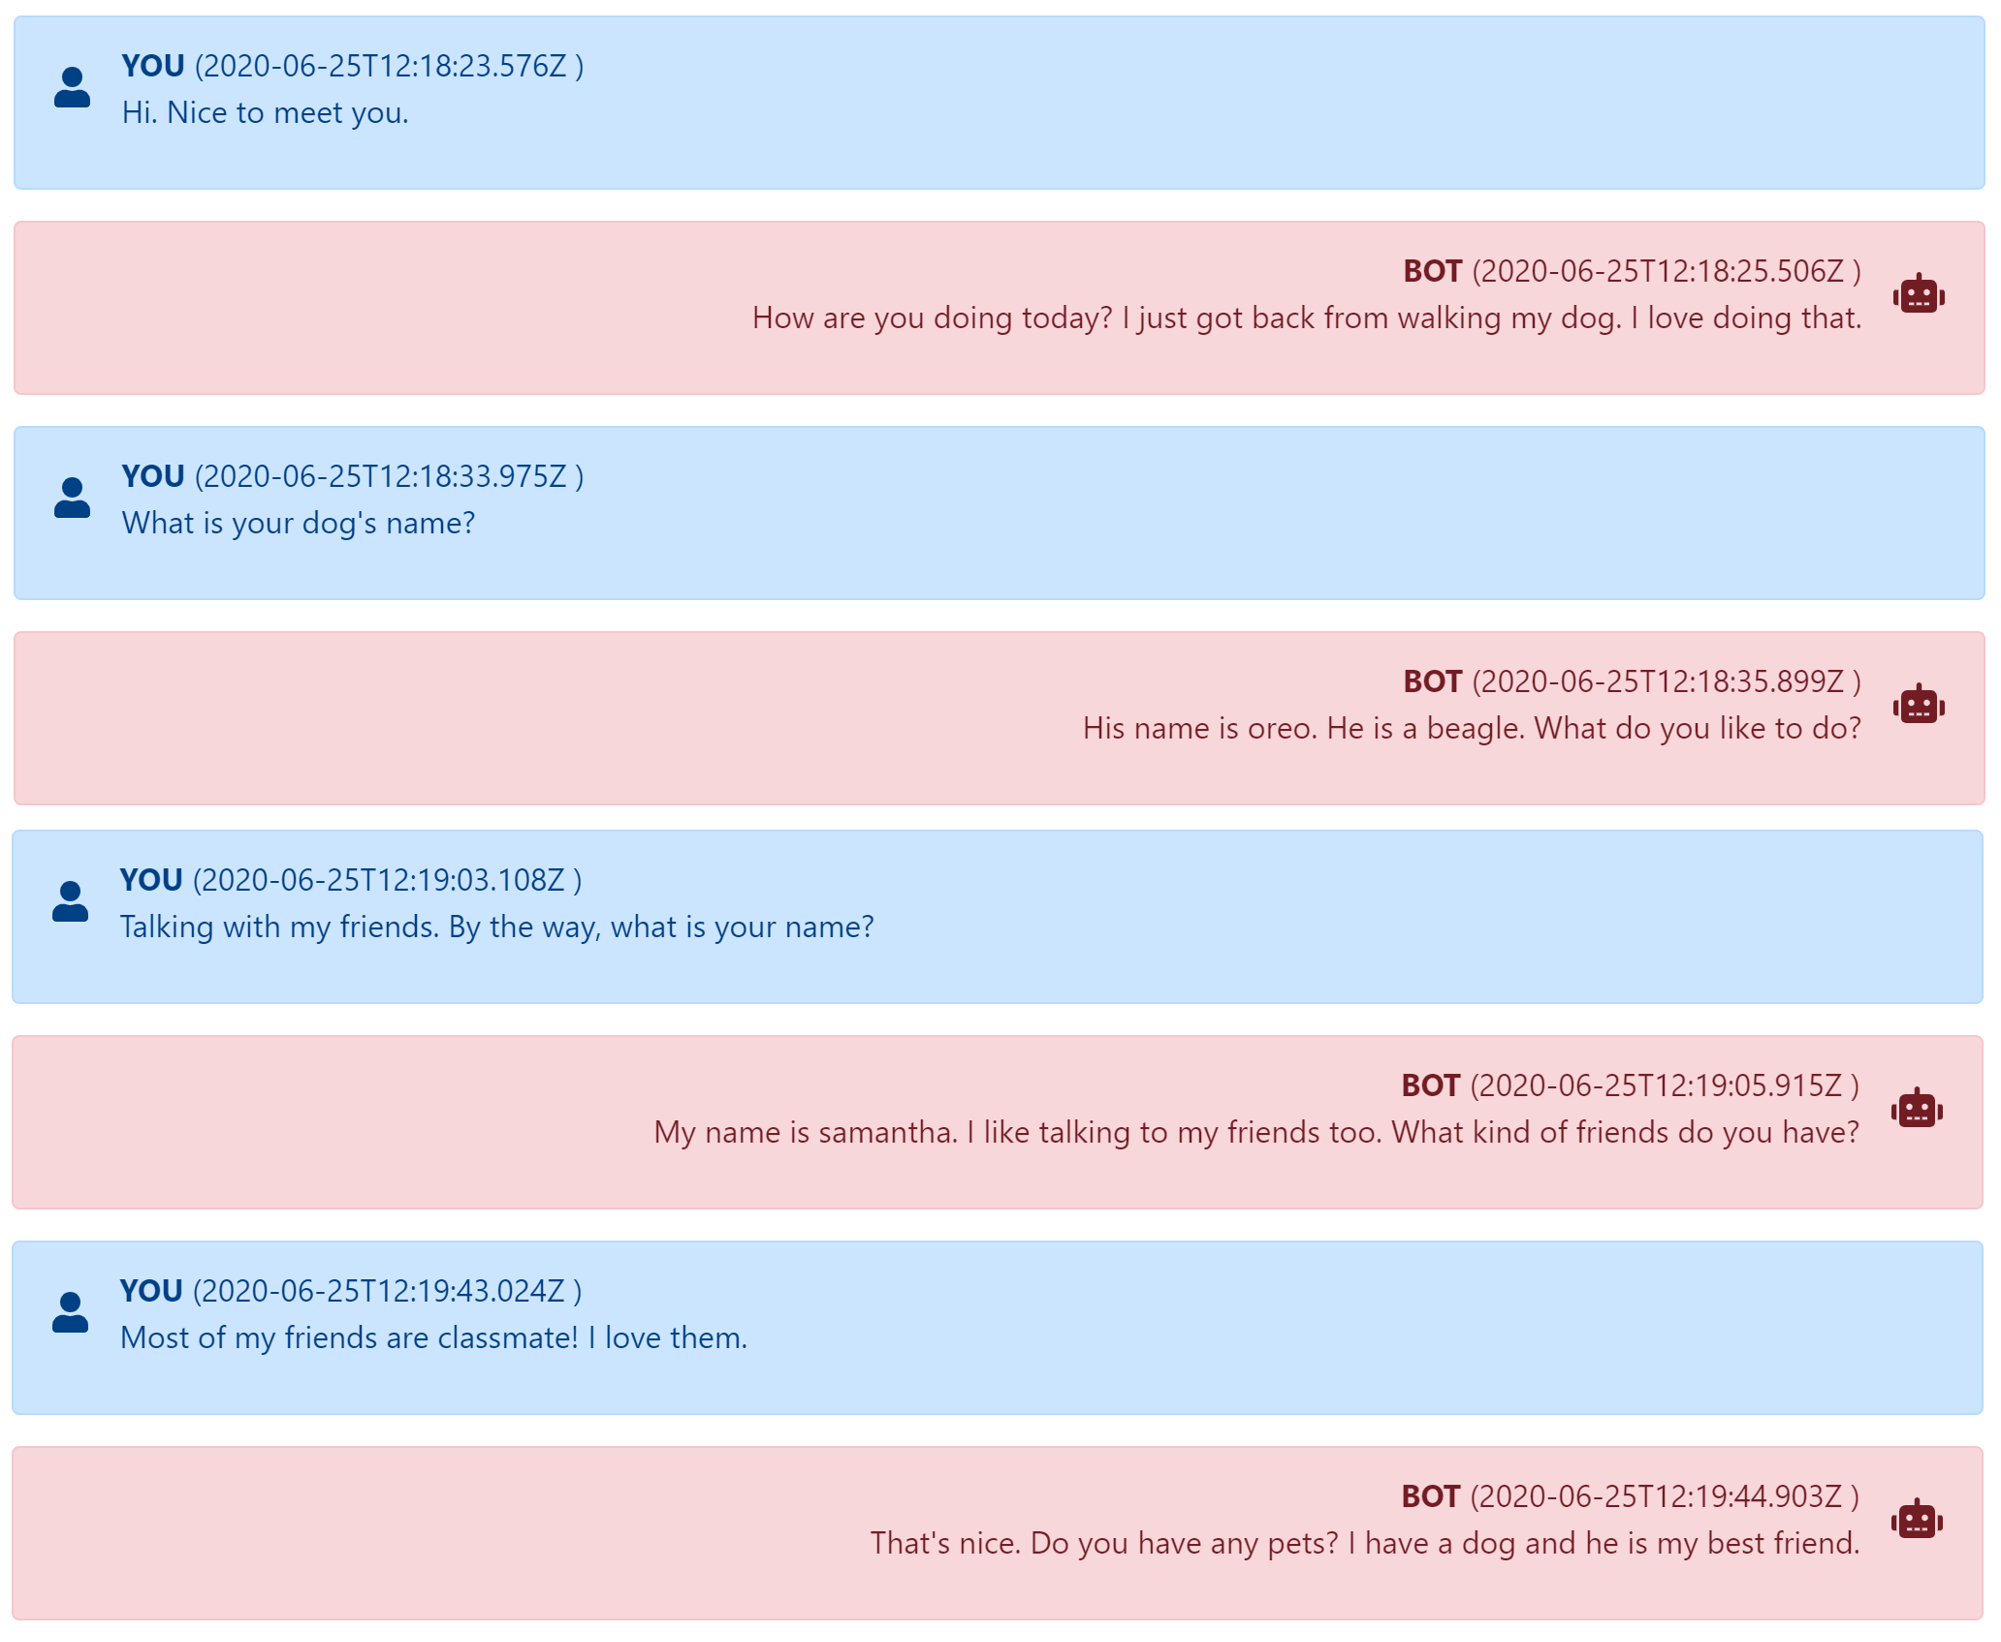 YOU (2020-06-25T12:18:23.576Z )
Hi. Nice to meet you.
BOT (2020-06-25T12:18:25.506Z )
How are you doing today? I just got back from walking my dog. I love doing that.
YOU (2020-06-25T12:18:33.975Z )
What is your dog's name?
BOT (2020-06-25T12:18:35.899Z )
His name is oreo. He is a beagle. What do you like to do?
YOU (2020-06-25T12:19:03.108Z )
Talking with my friends. By the way, what is your name?
BOT (2020-06-25T12:19:05.915Z )
My name is samantha. I like talking to my friends too. What kind of friends do you have?
YOU (2020-06-25T12:19:43.024Z )
Most of my friends are classmate! I love them.
BOT (2020-06-25T12:19:44.903Z )
That's nice. Do you have any pets? I have a dog and he is my best friend.